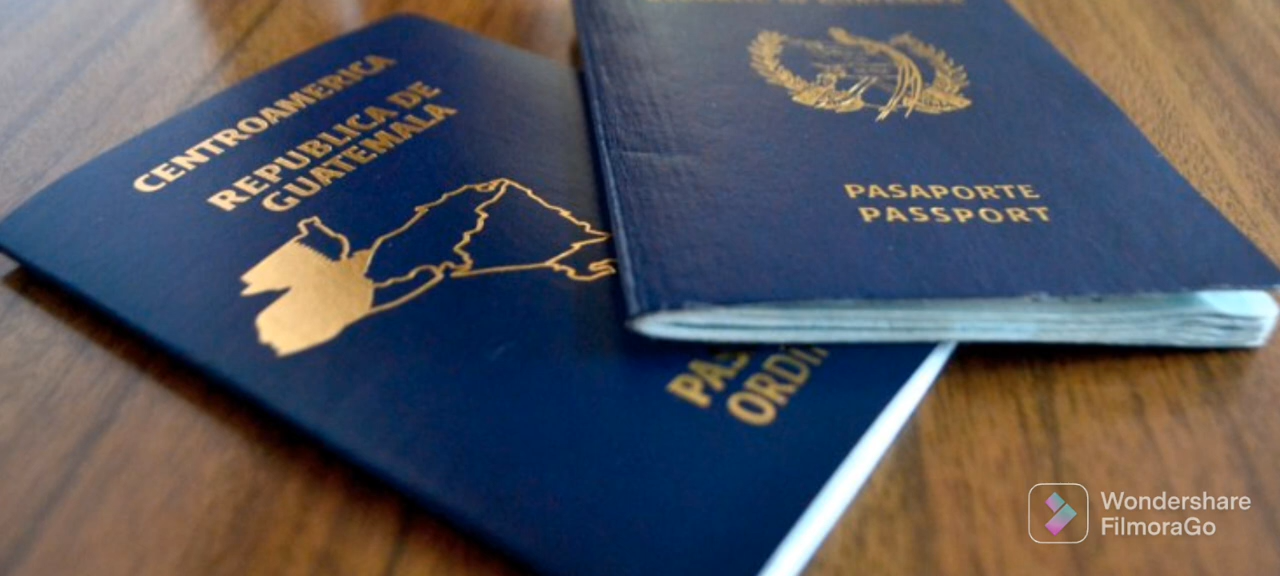 CENTROAMERICA
REPUBLICA DE
GUATEMALA
PASAPORTE
PASSPORT
Wondershare
FilmoraGo